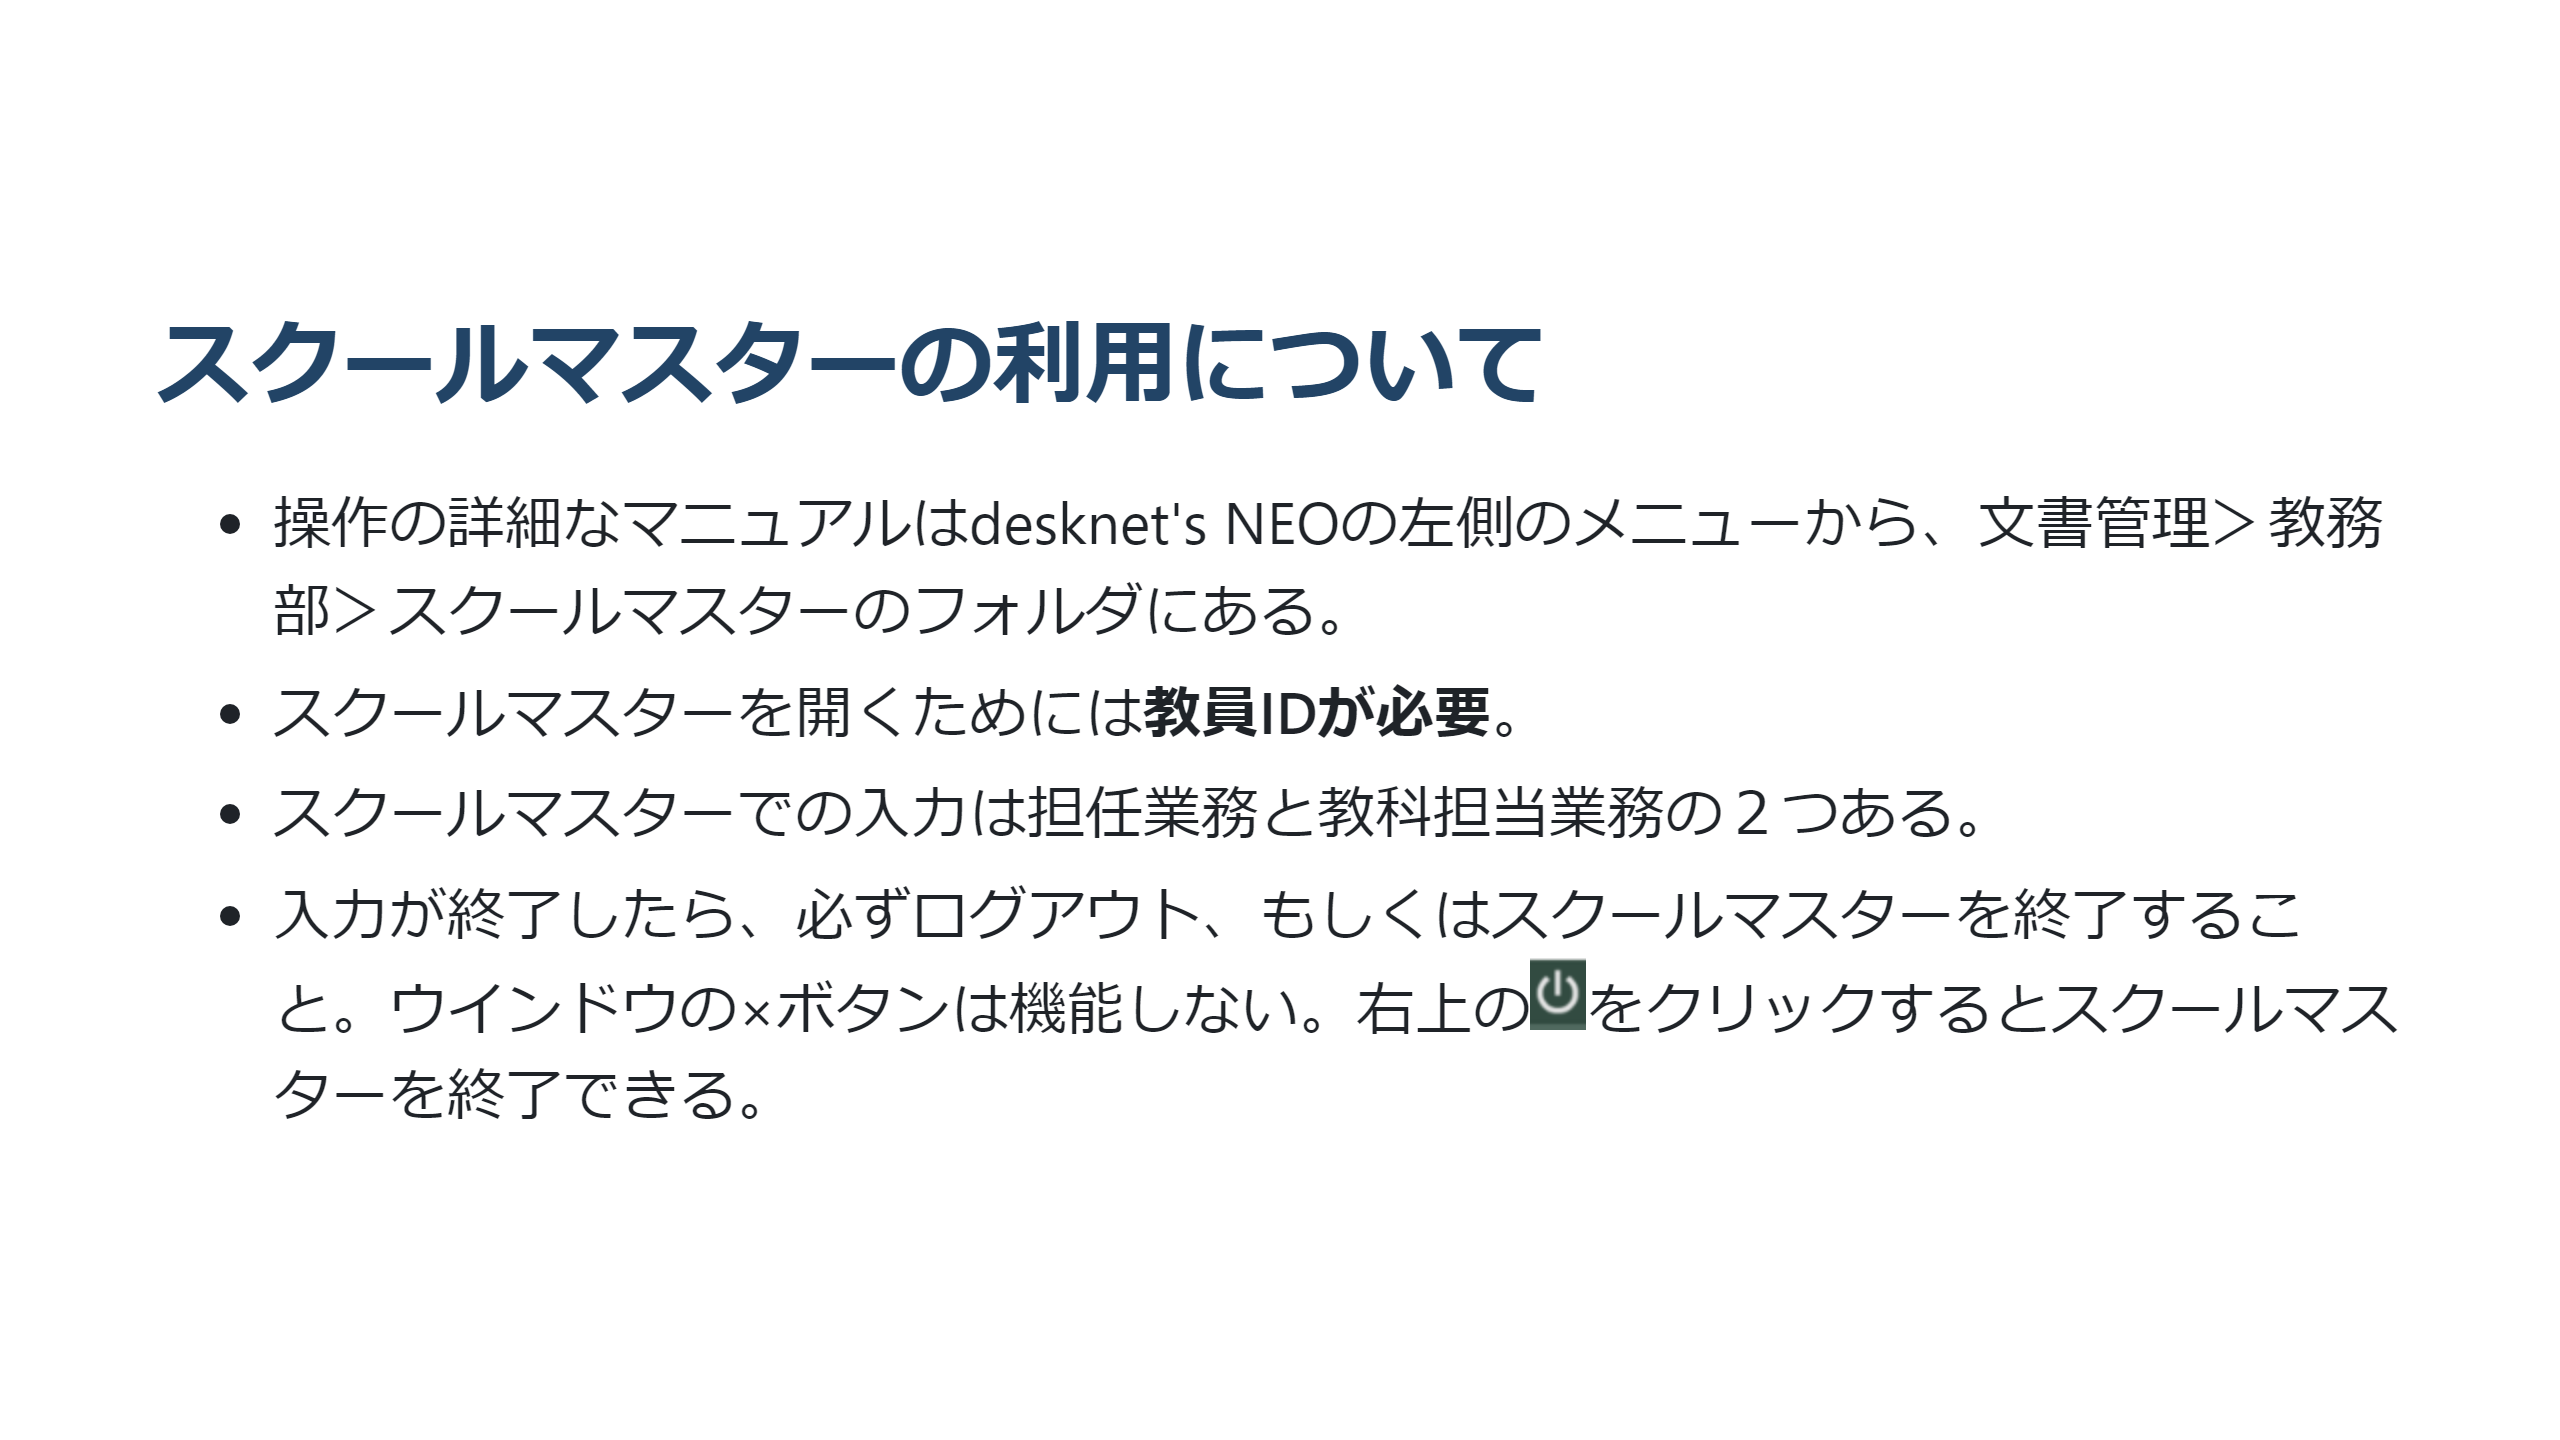 スクールマスターの利用について
• 操作の詳細なマニュアルはdesknet's NEOの左側のメニューから、文書管理＞教務
部＞スクールマスターのフォルダにある。
• スクールマスターを開くためには教員IDが必要。
• スクールマスターでの入力は担任業務と教科担当業務の２つある。
• 入力が終了したら、必ずログアウト、もしくはスクールマスターを終了するこ
と。ウインドウの×ボタンは機能しない。右上のをクリックするとスクールマス
ターを終了できる。